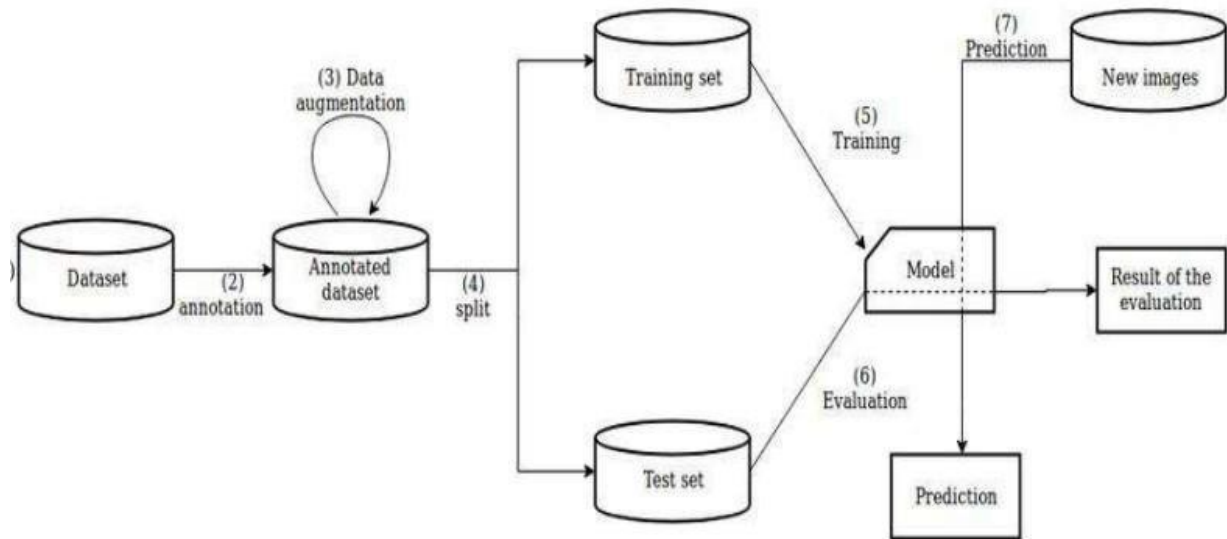 (7)
Prediction
(3) Data
augmentation
Training set
New images
(5)
Training
)
Dataset
(2)
annotation
Annotated
dataset
(4)
split
Model
Result of the
evaluation
(6)
Evaluation
Test set
Prediction